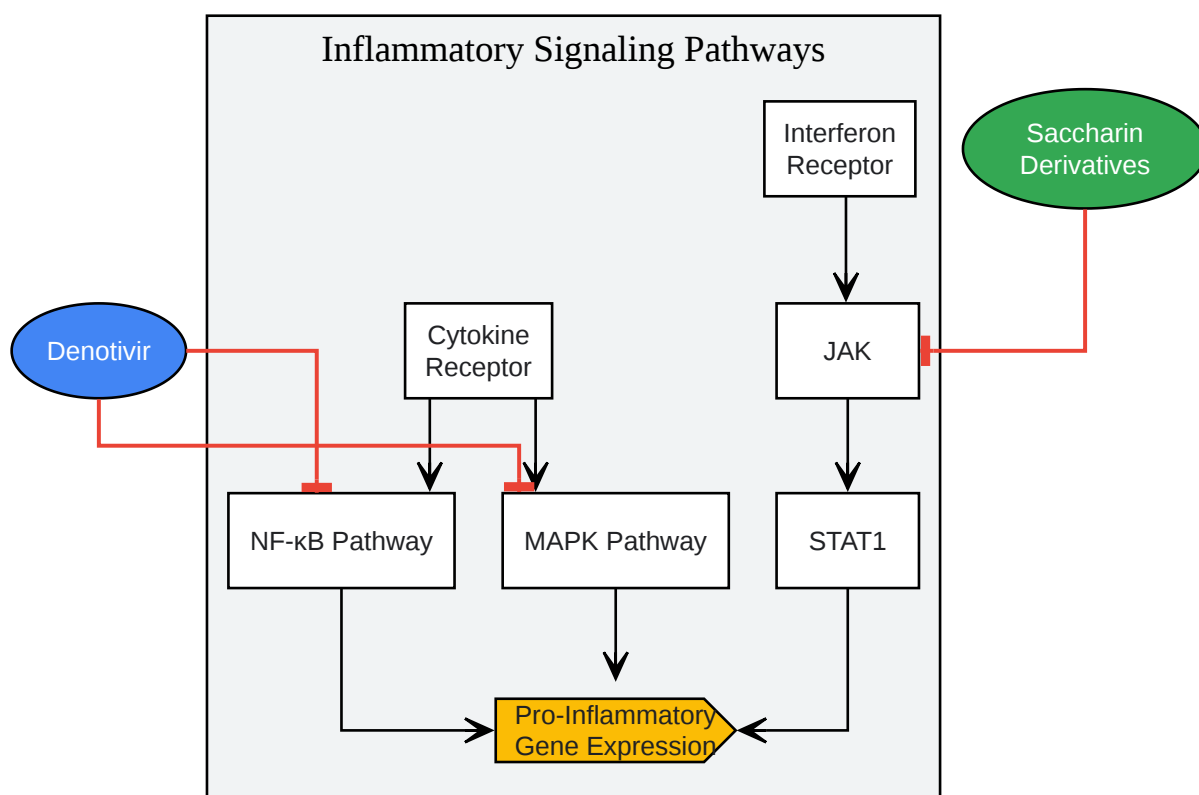 Inflammatory Signaling Pathways
Interferon
Receptor
Saccharin
Derivatives
Denotivir
Cytokine
Receptor
JAK
NF-κB Pathway
MAPK Pathway
STAT1
Pro-Inflammatory
Gene Expression